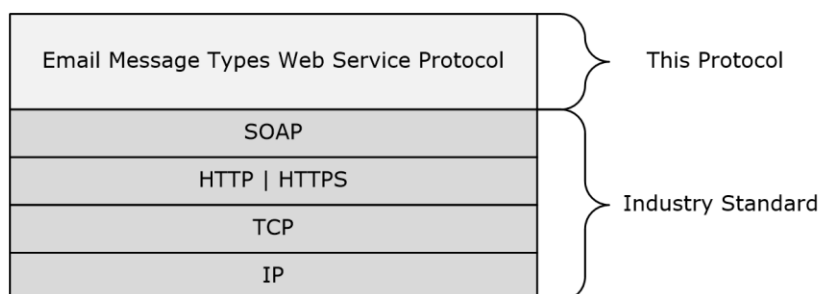 Email Message Types Web Service Protocol
This Protocol
SOAP
HTTP | HTTPS
Industry Standard
TCP
IP